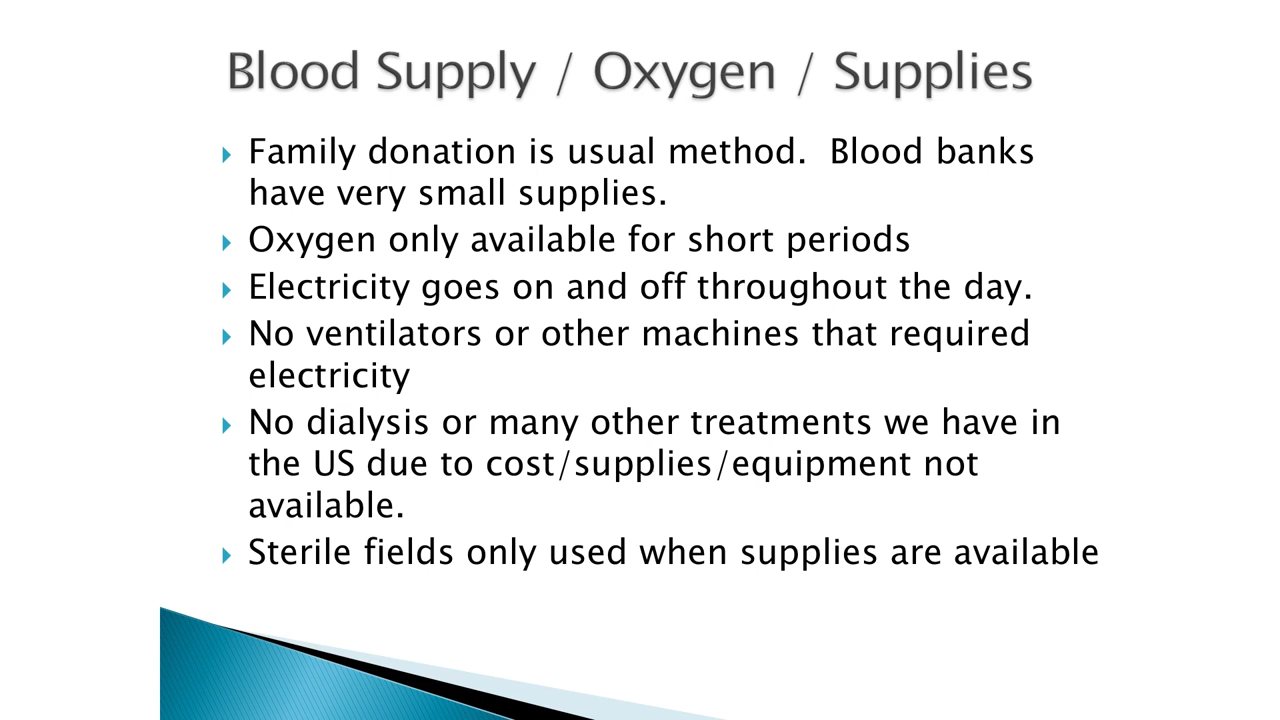 Blood Supply / Oxygen / Supplies
Family donation is usual method.  Blood banks
have very small supplies.
Oxygen only available for short periods
Electricity goes on and off throughout the day.
No ventilators or other machines that required
electricity
No dialysis or many other treatments we have in
the US due to cost/supplies/equipment not
available.
Sterile fields only used when supplies are available